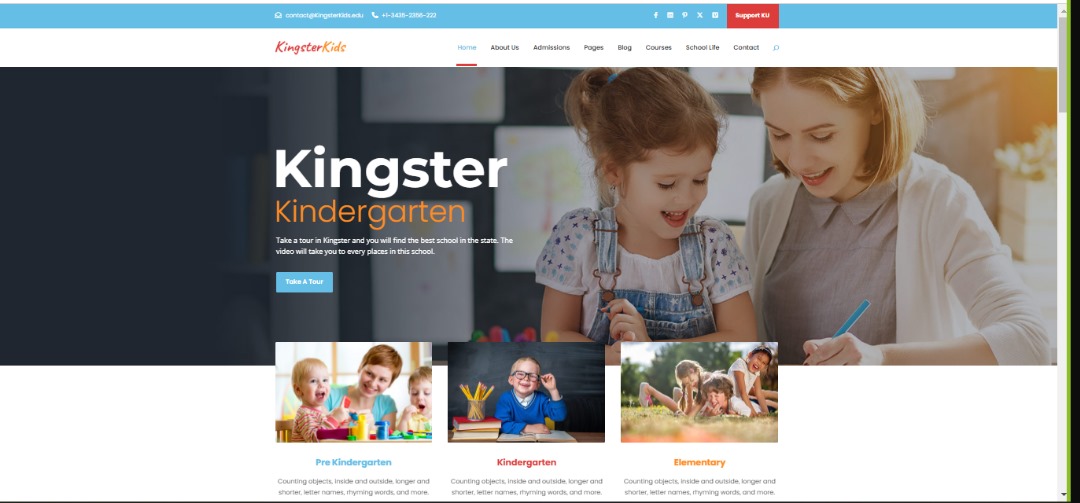 contact@KingsterKids.edu +1-3435-2356-222
Support KU
KingsterKids
Home About Us Admissions Pages Blog Courses School Life Contact
Kingster
Kindergarten
Take a tour in Kingster and you will find the best school in the state. The
video will take you to every places in this school.
Take A Tour
Pre Kindergarten
Counting objects, inside and outside, longer and
shorter, letter names, rhyming words, and more.
Kindergarten
Counting objects, inside and outside, longer and
shorter, letter names, rhyming words, and more.
Elementary
Counting objects, inside and outside, longer and
shorter, letter names, rhyming words, and more.